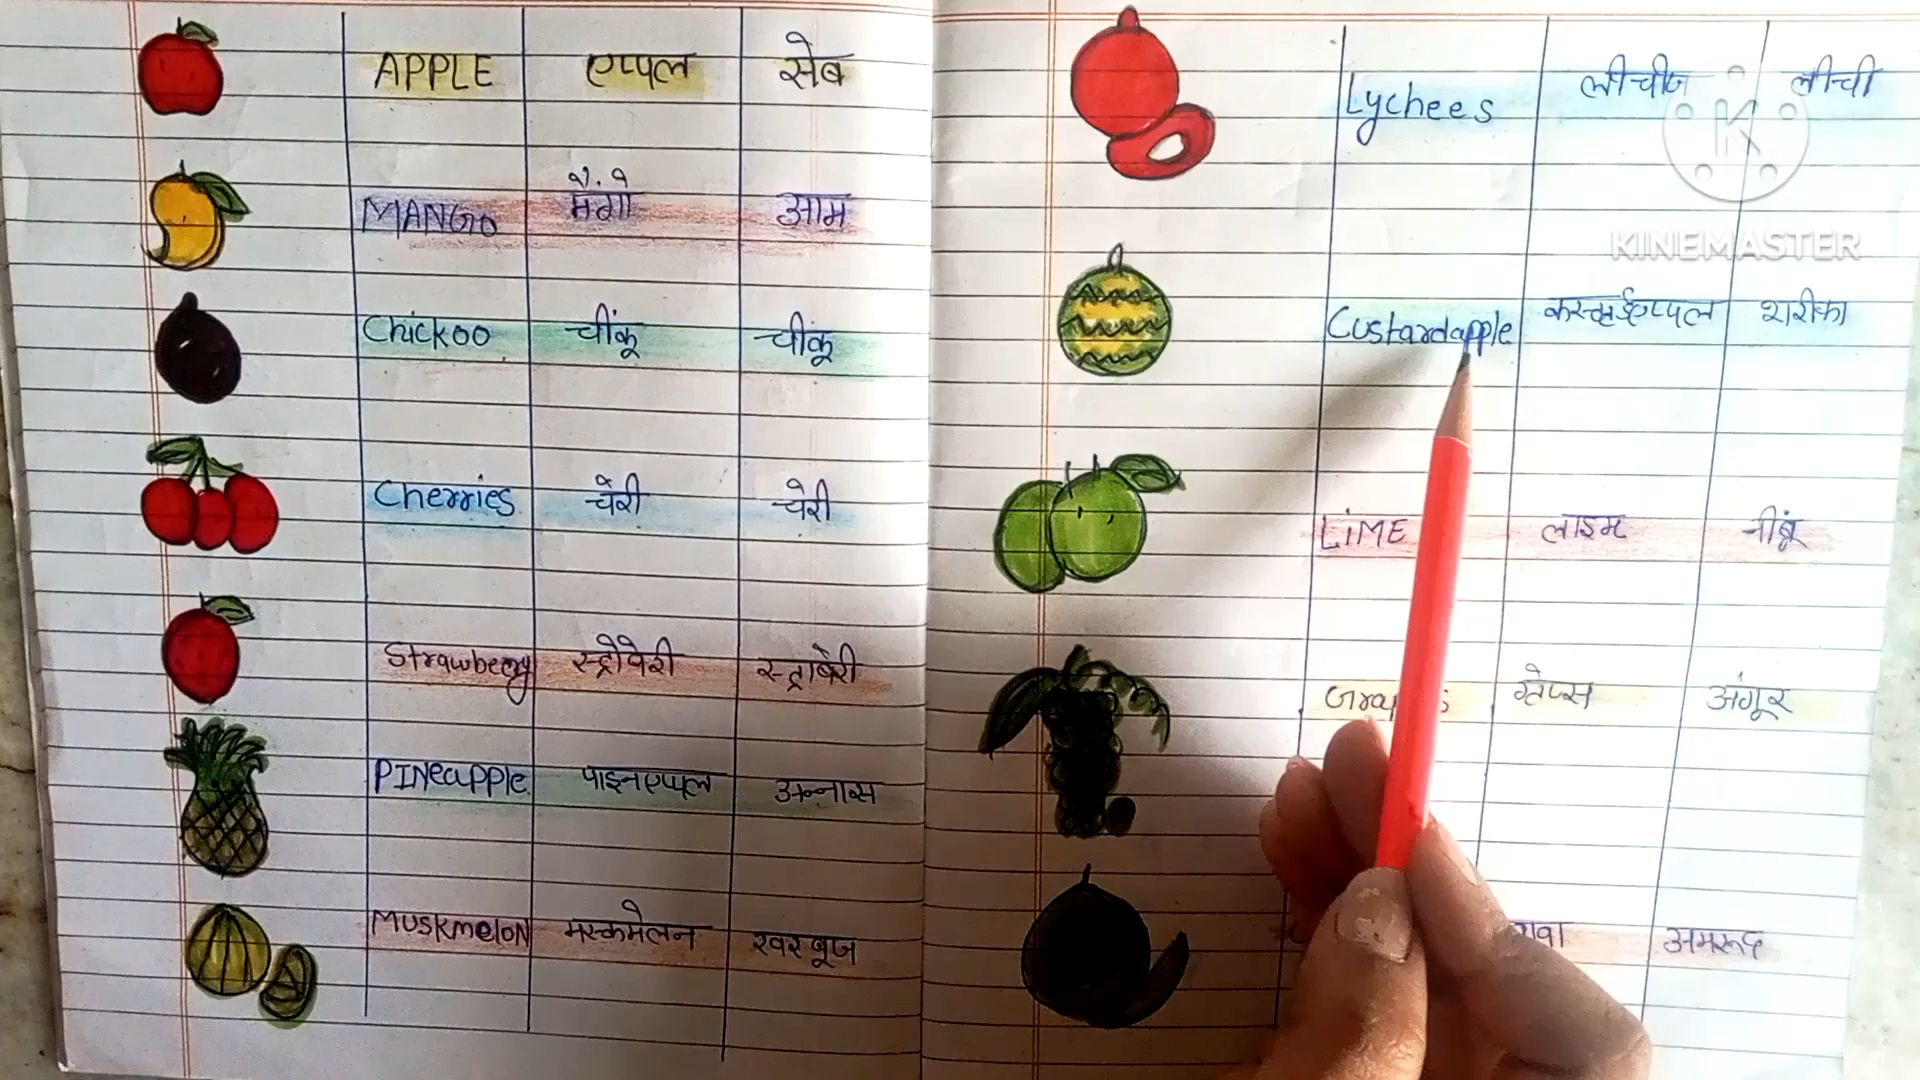 APPLE एप्पल सेब
MANGO मैंगो आम
Chickoo चींकू चींकू
Cherries चेरी चेरी
Strawberry स्ट्रोवेरी स्ट्राबेरी
PINeapple पाइनएप्पल अन्नास
MUSKmelon मस्कमेलन खरबूज
Lychees लीचीज लीची
Custardapple कस्टर्डएप्पल शरीफा
LiME लाइम नींबू
ग्रेप्स अंगूर
अमरूद
KINEMASTER